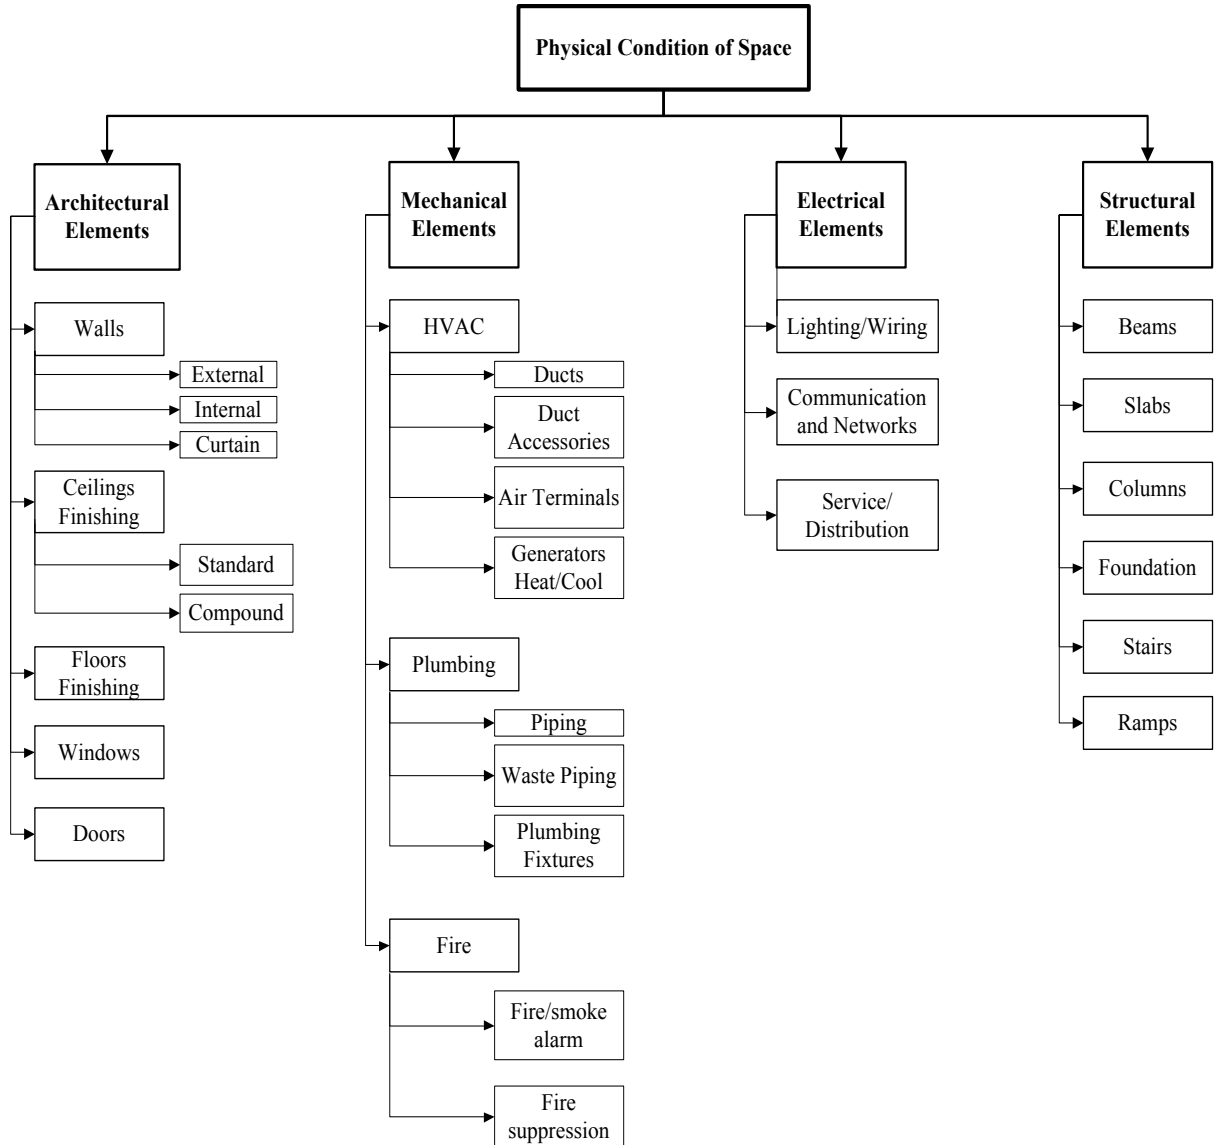 Physical Condition of Space
Architectural
Elements
Walls
External
Internal
Curtain
Ceilings
Finishing
Standard
Compound
Floors
Finishing
Windows
Doors
Mechanical
Elements
HVAC
Ducts
Duct
Accessories
Air Terminals
Generators
Heat/Cool
Plumbing
Piping
Waste Piping
Plumbing
Fixtures
Fire
Fire/smoke
alarm
Fire
suppression
Electrical
Elements
Lighting/Wiring
Communication
and Networks
Service/
Distribution
Structural
Elements
Beams
Slabs
Columns
Foundation
Stairs
Ramps